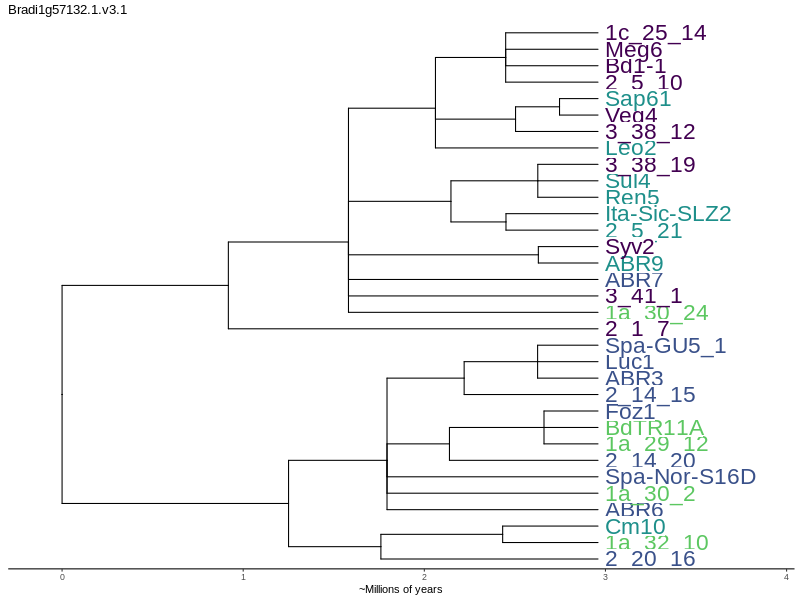 Bradi1g57132.1.v3.1
1c_25_14
Meg6
Bd1-1
2_5_10
Sap61
Veg4
3_38_12
Leo2
3_38_19
Sul4
Ren5
Ita-Sic-SLZ2
2_5_21
Syv2
ABR9
ABR7
3_41_1
1a_30_24
2_1_7
Spa-GU5_1
Luc1
ABR3
2_14_15
Foz1
BdTR11A
1a_29_12
2_14_20
Spa-Nor-S16D
1a_30_2
ABR6
Cm10
1a_32_10
2_20_16
0 1 2 3 4
~Millions of years